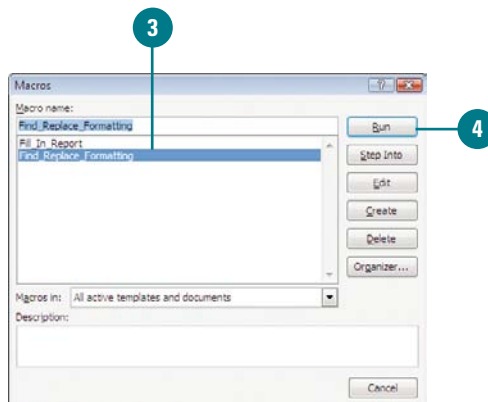 3
Macros
Macro name:
Find_Replace_Formatting
Run
4
Fill_In_Report
Find_Replace_Formatting
Step Into
Edit
Create
Delete
Organizer...
Macros in: All active templates and documents
Description:
Cancel